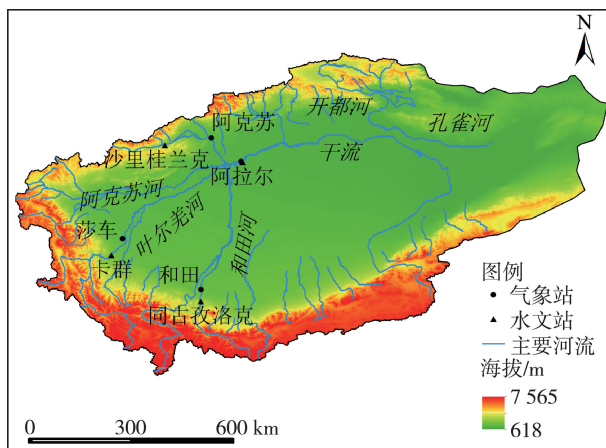 N
阿克苏
开都河
孔雀河
沙里桂兰克
干流
阿拉尔
阿克苏河
莎车
叶尔羌河
和田河
卡群
和田
同古孜洛克
图例
气象站
水文站
主要河流
海拔/m
7 565
618
0 300 600 km